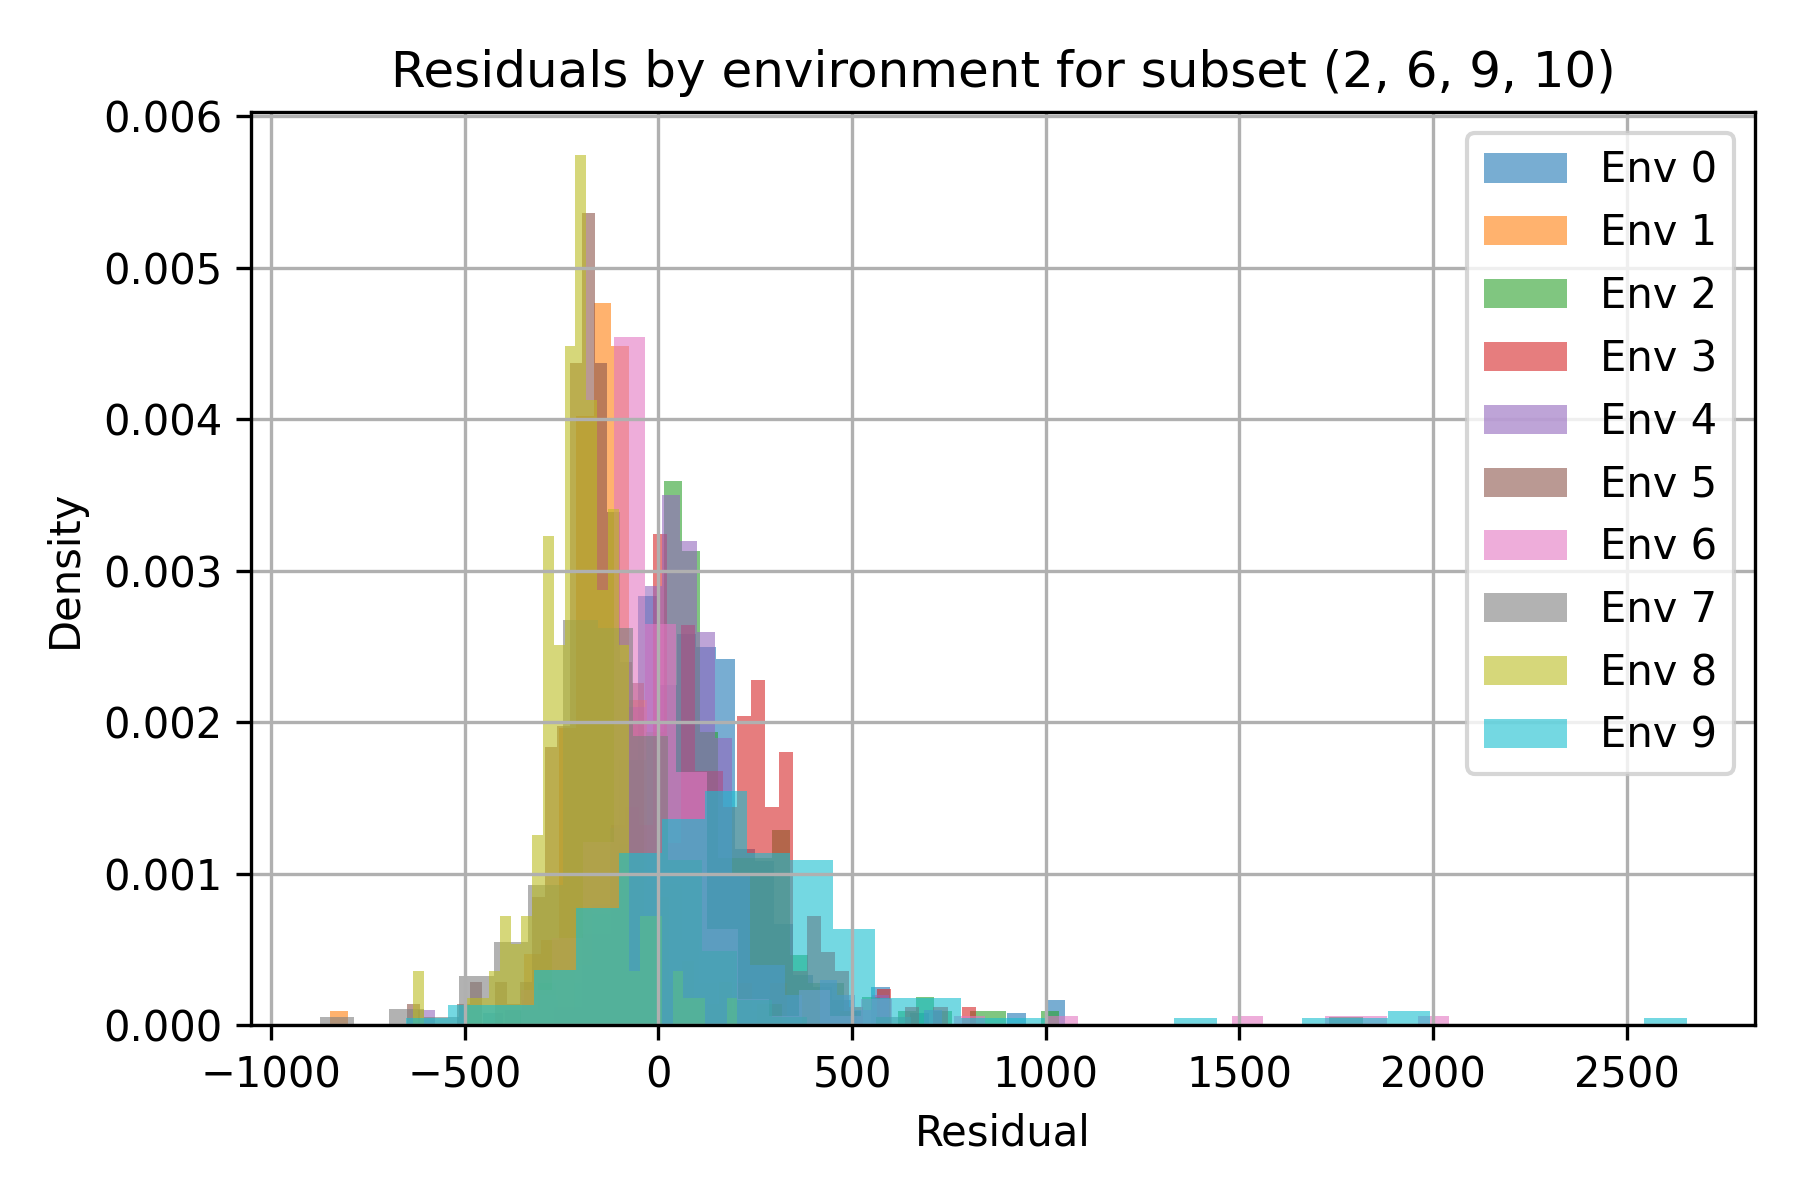 Residuals by environment for subset (2, 6, 9, 10)
0.006
0.005
0.004
0.003
0.002
0.001
0.000
Density
−1000
−500
0
500
1000
1500
2000
2500
Residual
Env 0
Env 1
Env 2
Env 3
Env 4
Env 5
Env 6
Env 7
Env 8
Env 9